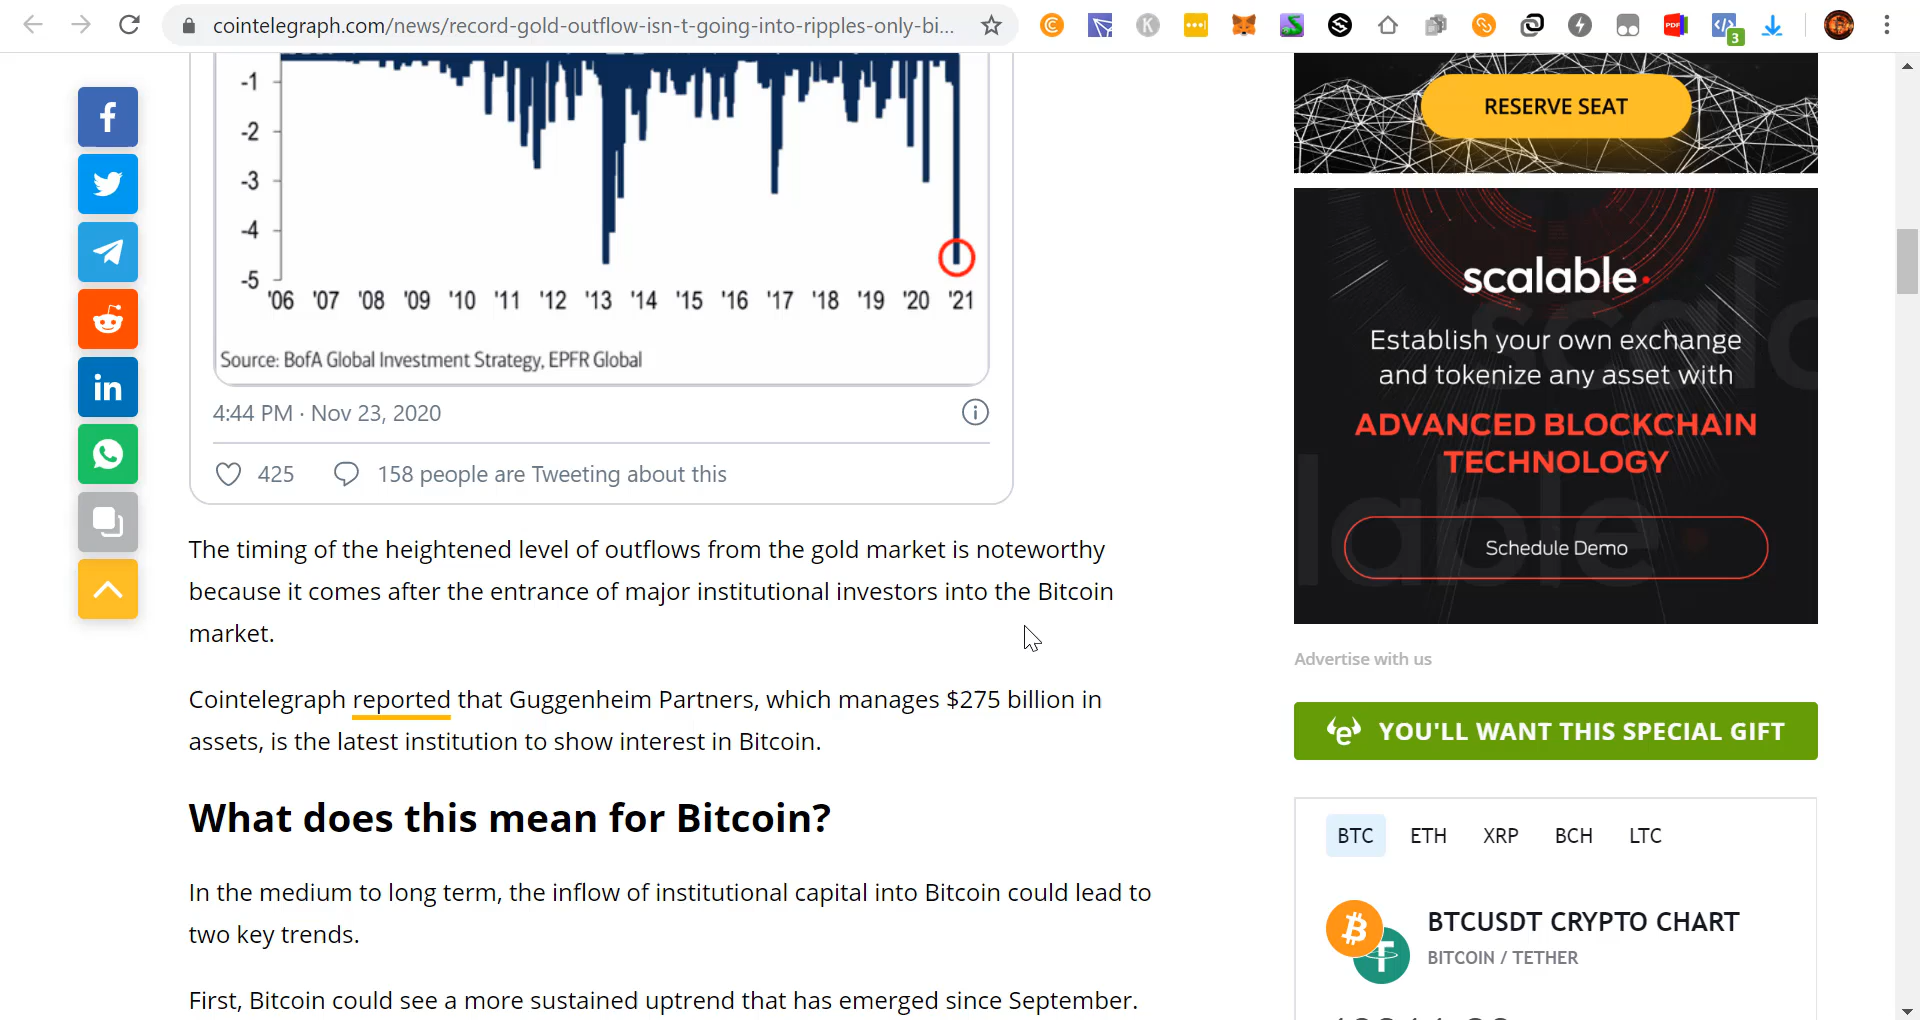 cointelegraph.com/news/record-gold-outflow-isn-t-going-into-ripples-only-bi...
PDF
3
-1
-2
-3
-4
-5
'06 '07 '08 '09 '10 '11 '12 '13 '14 '15 '16 '17 '18 '19 '20 '21
Source: BofA Global Investment Strategy, EPFR Global
4:44 PM · Nov 23, 2020
425 158 people are Tweeting about this
The timing of the heightened level of outflows from the gold market is noteworthy
because it comes after the entrance of major institutional investors into the Bitcoin
market.
Cointelegraph reported that Guggenheim Partners, which manages $275 billion in
assets, is the latest institution to show interest in Bitcoin.
What does this mean for Bitcoin?
In the medium to long term, the inflow of institutional capital into Bitcoin could lead to
two key trends.
First, Bitcoin could see a more sustained uptrend that has emerged since September.
RESERVE SEAT
scalable.
Establish your own exchange
and tokenize any asset with
ADVANCED BLOCKCHAIN
TECHNOLOGY
Schedule Demo
Advertise with us
YOU'LL WANT THIS SPECIAL GIFT
BTC ETH XRP BCH LTC
BTCUSDT CRYPTO CHART
BITCOIN / TETHER